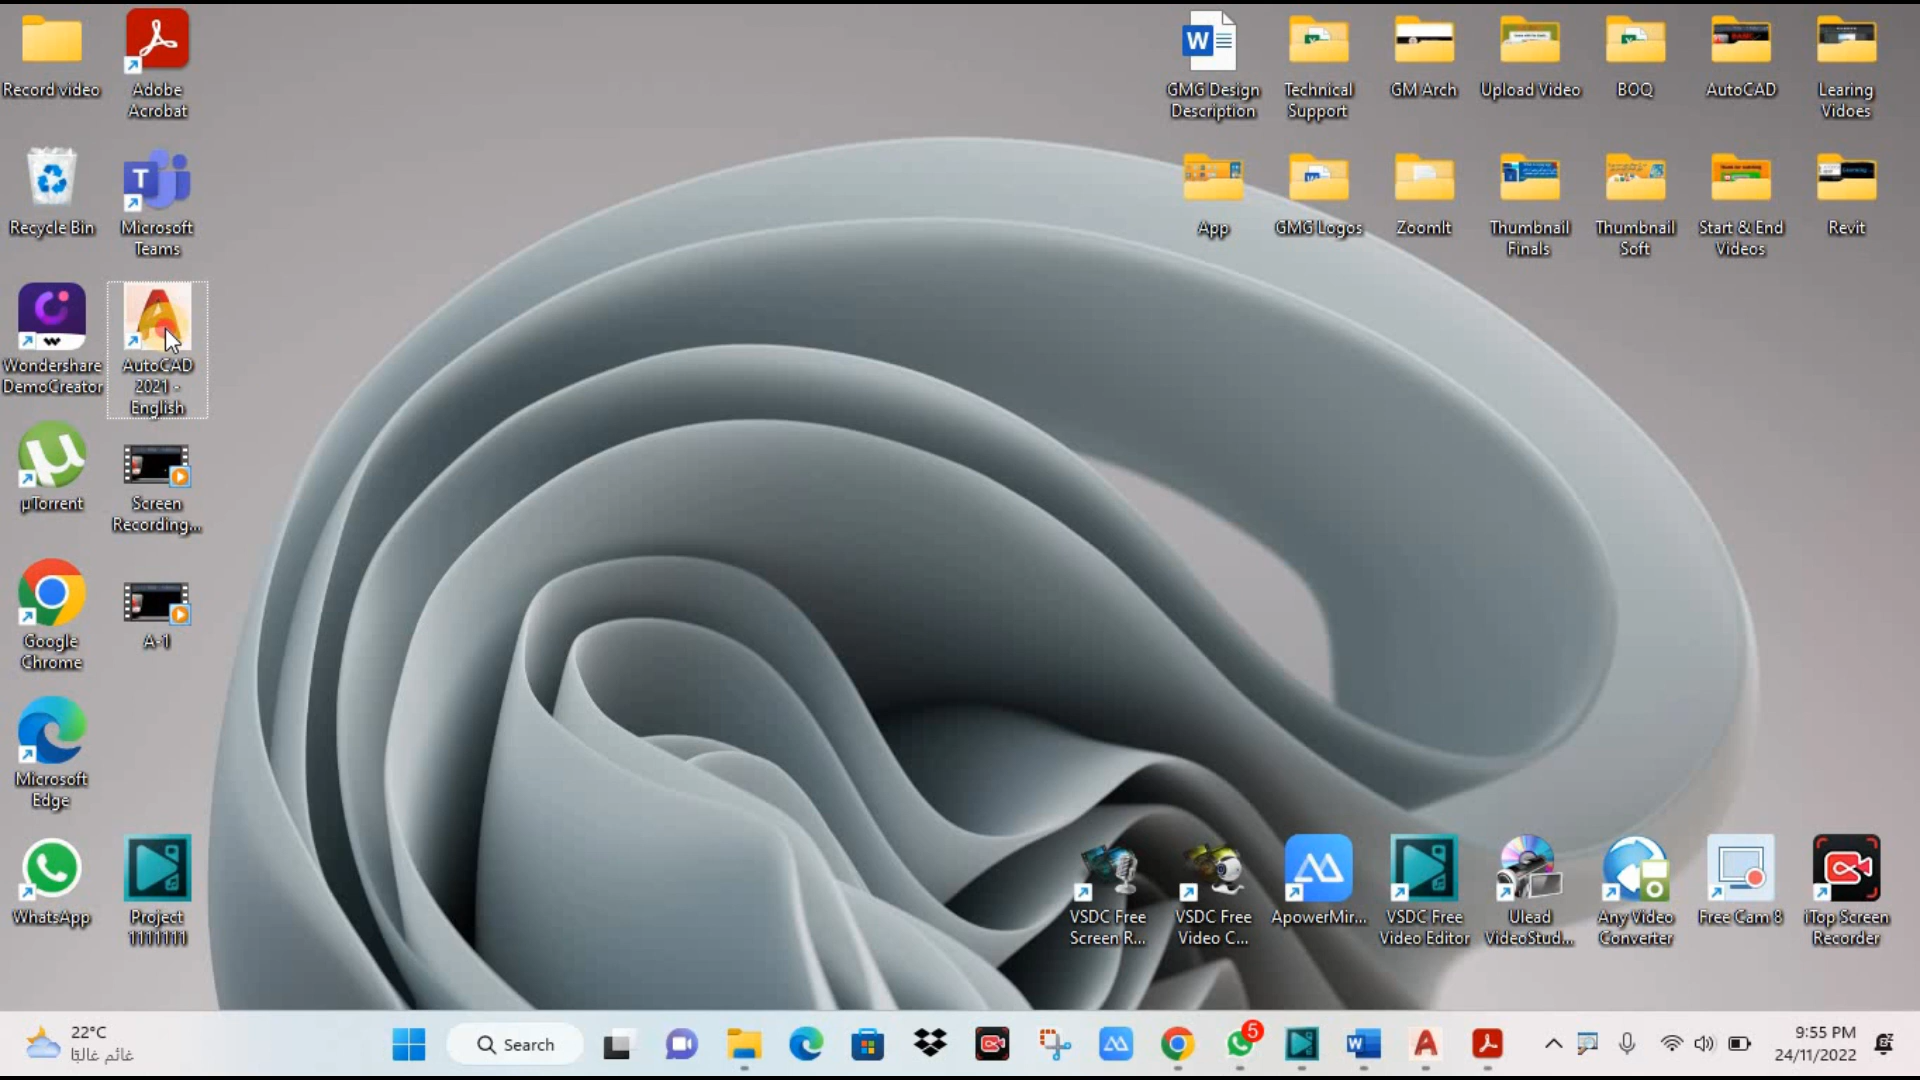 Record video
Adobe
Acrobat
GMG Design
Description
Technical
Support
GM Arch
Upload Video
BOQ
AutoCAD
Learing
Vidoes
Recycle Bin
Microsoft
Teams
App
GMG Logos
ZoomIt
Thumbnail
Finals
Thumbnail
Soft
Start & End
Videos
Revit
Wondershare
DemoCreator
AutoCAD
2021 -
English
µTorrent
Screen
Recording...
Google
Chrome
A-1
Microsoft
Edge
WhatsApp
Project
1111111
VSDC Free
Screen R...
VSDC Free
Video C...
ApowerMir...
VSDC Free
Video Editor
Ulead
VideoStud...
Any Video
Converter
Free Cam 8
iTop Screen
Recorder
22°C
غائم غالبًا
Search
5
9:55 PM
24/11/2022